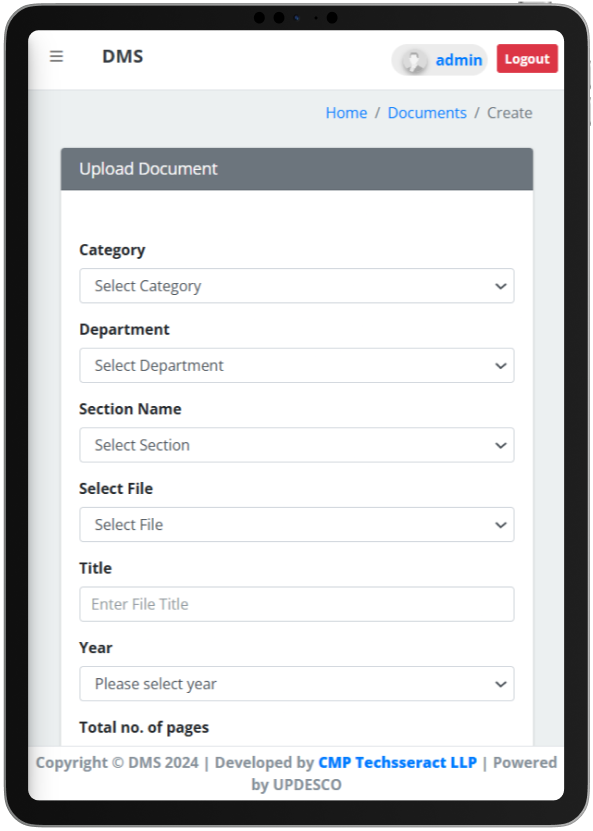 DMS
admin
Logout
Home / Documents / Create
Upload Document
Category
Select Category
Department
Select Department
Section Name
Select Section
Select File
Select File
Title
Enter File Title
Year
Please select year
Total no. of pages
Copyright © DMS 2024 | Developed by CMP Techsseract LLP | Powered
by UPDESCO